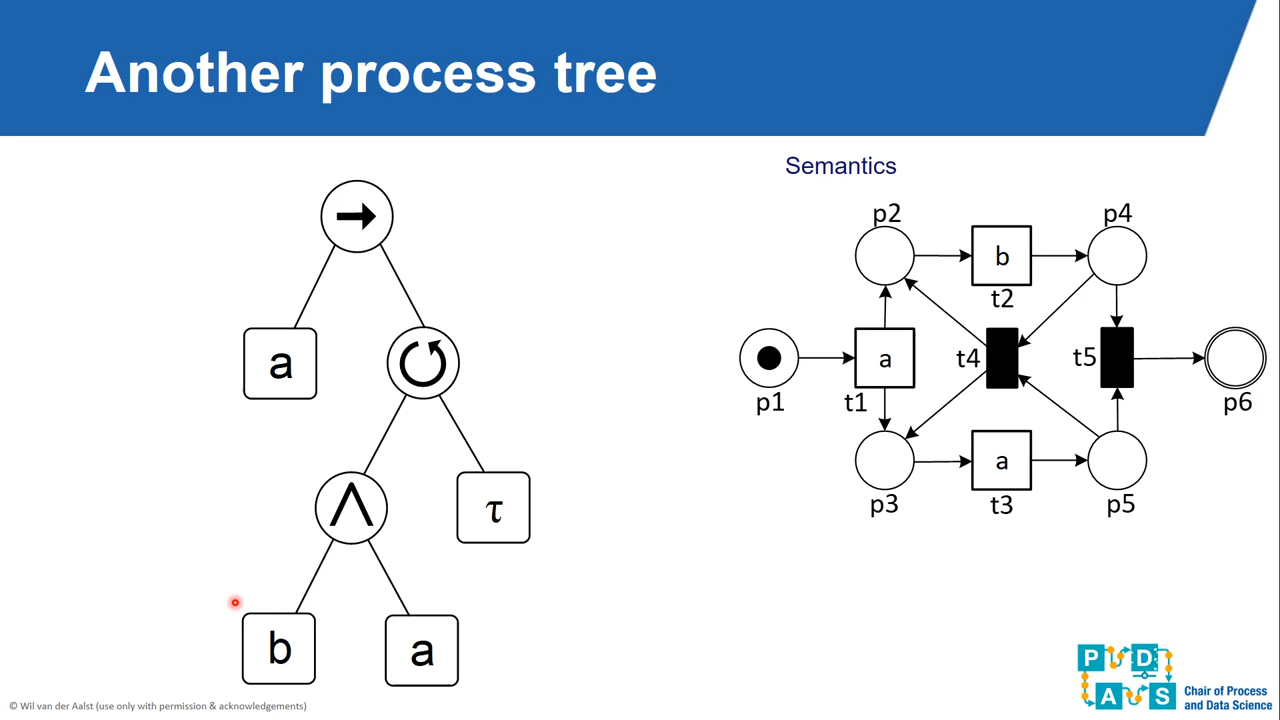 Another process tree
Semantics
a
τ
b
a
p2
b
p4
t2
a
t4
t5
p1
t1
p6
a
p3
t3
p5
P D
A S
Chair of Process
and Data Science
© Wil van der Aalst (use only with permission & acknowledgements)